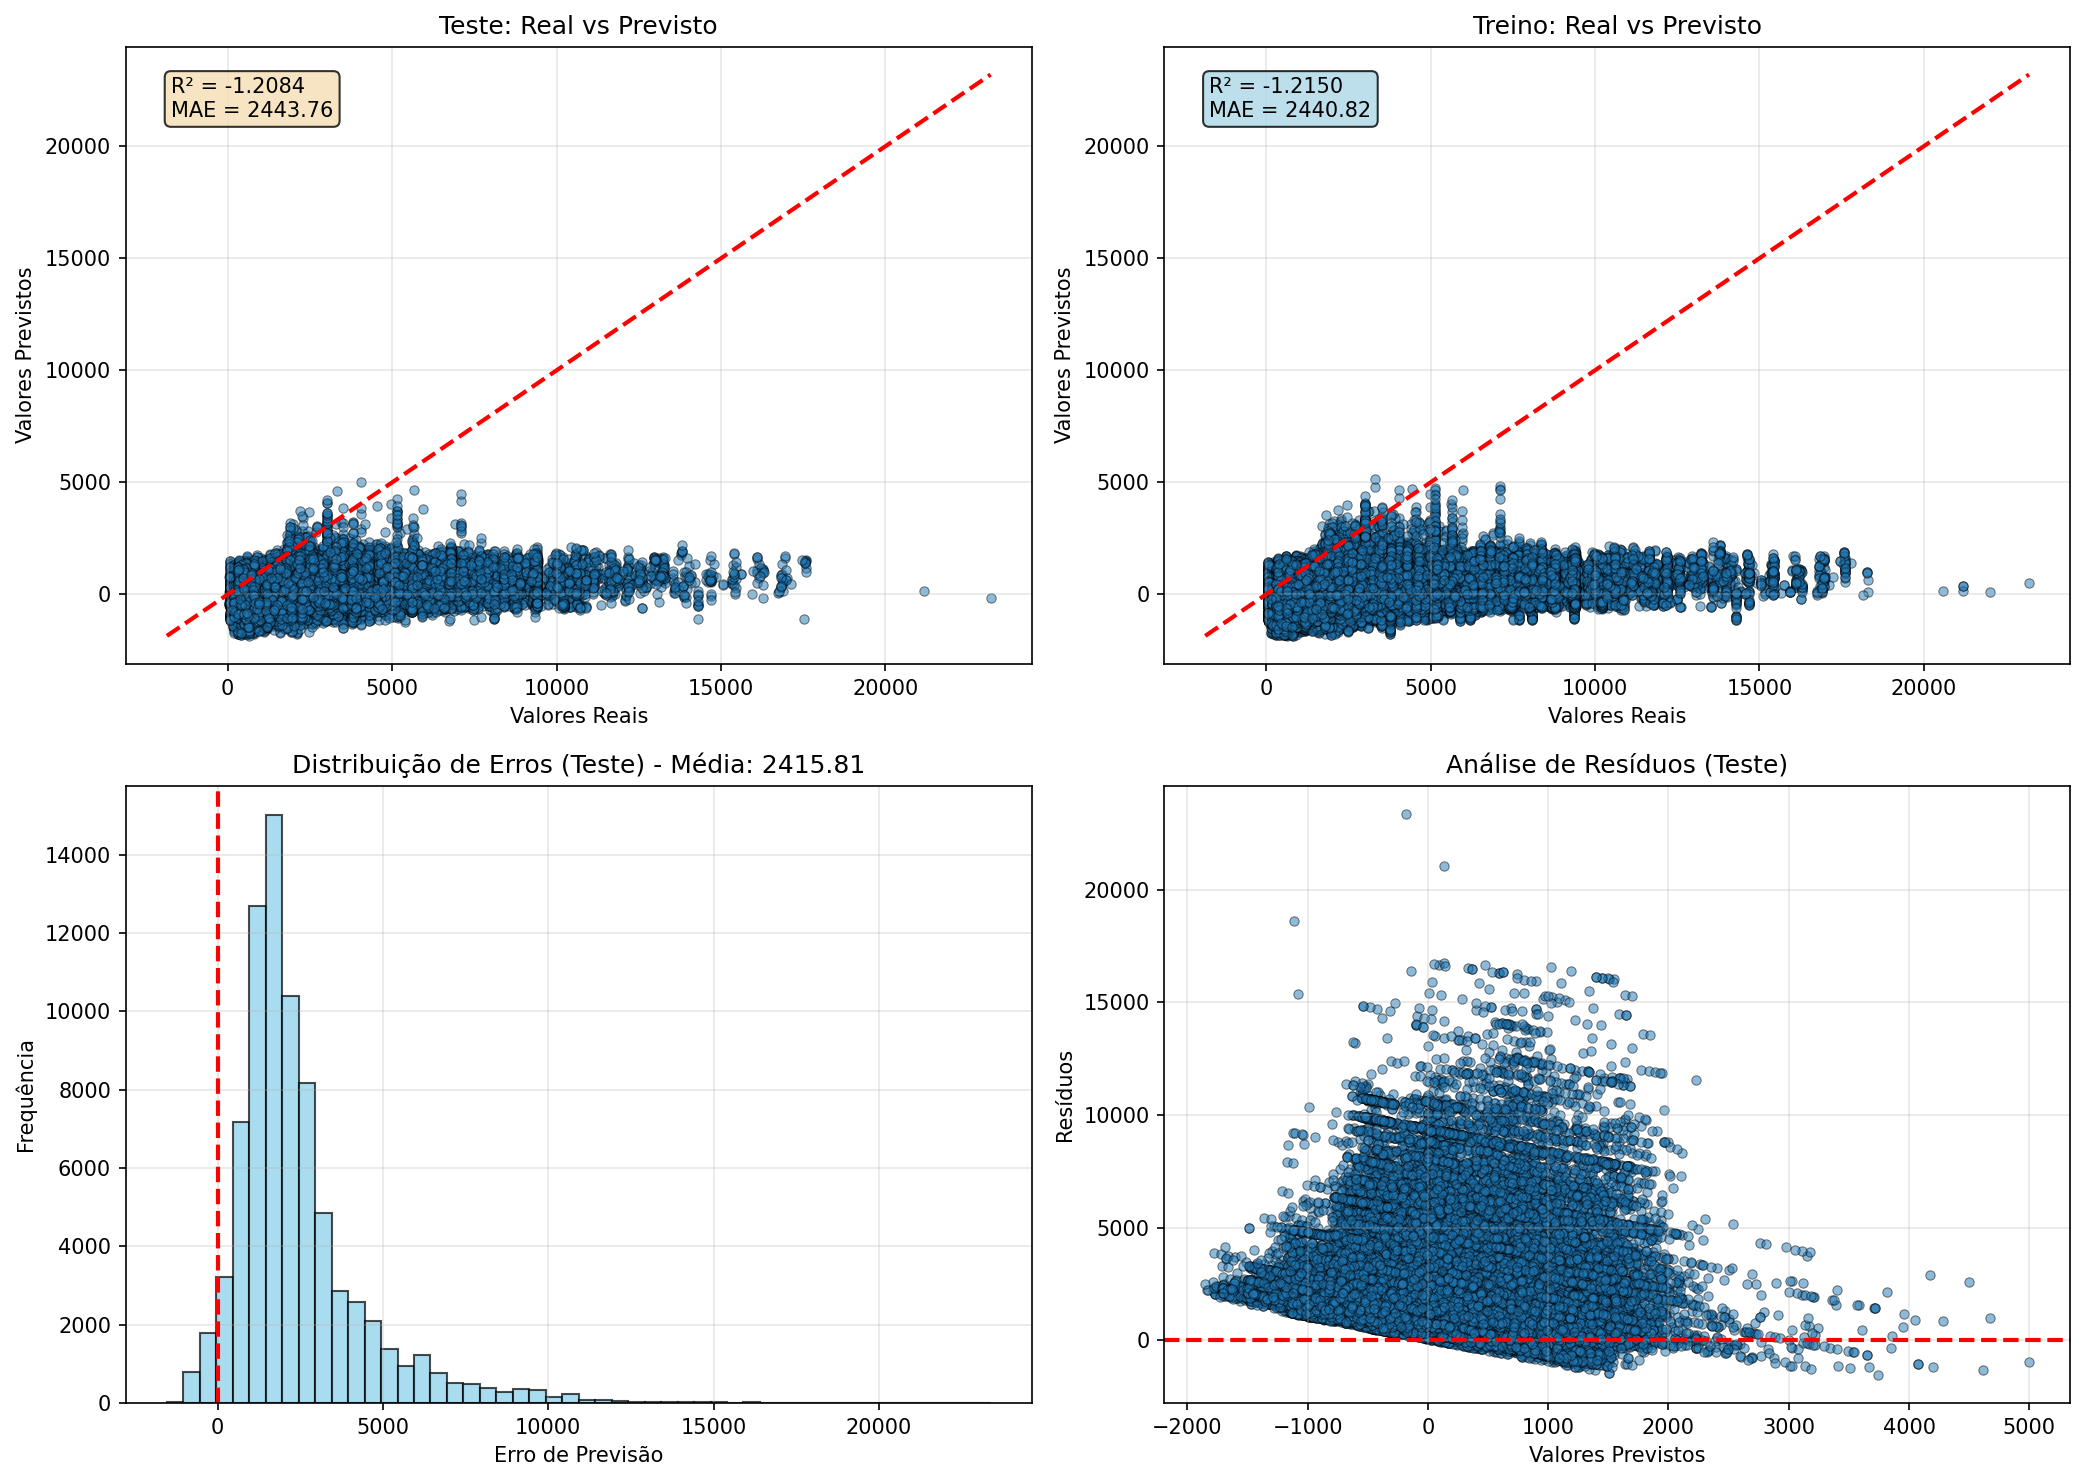 Teste: Real vs Previsto
R² = -1.2084
MAE = 2443.76
20000
15000
10000
5000
0
Valores Previstos
0
5000
10000
15000
20000
Valores Reais
Treino: Real vs Previsto
R² = -1.2150
MAE = 2440.82
20000
15000
10000
5000
0
Valores Previstos
0
5000
10000
15000
20000
Valores Reais
Distribuição de Erros (Teste) - Média: 2415.81
14000
12000
10000
8000
6000
4000
2000
0
Frequência
0
5000
10000
15000
20000
Erro de Previsão
Análise de Resíduos (Teste)
20000
15000
10000
5000
0
Resíduos
−2000
−1000
0
1000
2000
3000
4000
5000
Valores Previstos